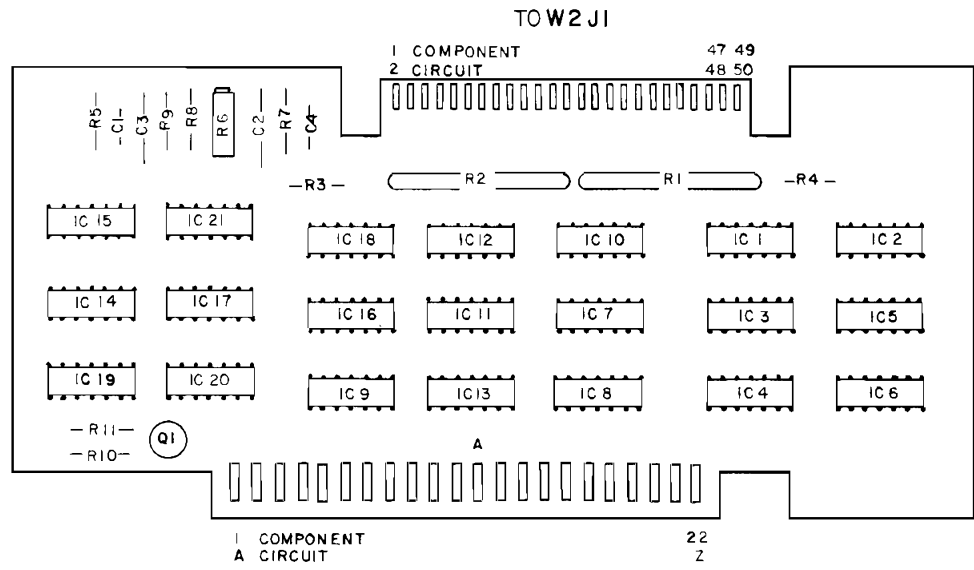 TO W2J1
1 COMPONENT 47 49
2 CIRCUIT 48 50
R5 C1 C3 R9 R8 R6 C2 R7 C4
R3 R2 R1 R4
IC 15 IC 21
IC 18 IC 12 IC 10 IC 1 IC 2
IC 14 IC 17
IC 16 IC 11 IC 7 IC 3 IC 5
IC 19 IC 20
IC 9 IC 13 IC 8 IC 4 IC 6
R11 Q1
R10
A
1 COMPONENT 22
A CIRCUIT Z